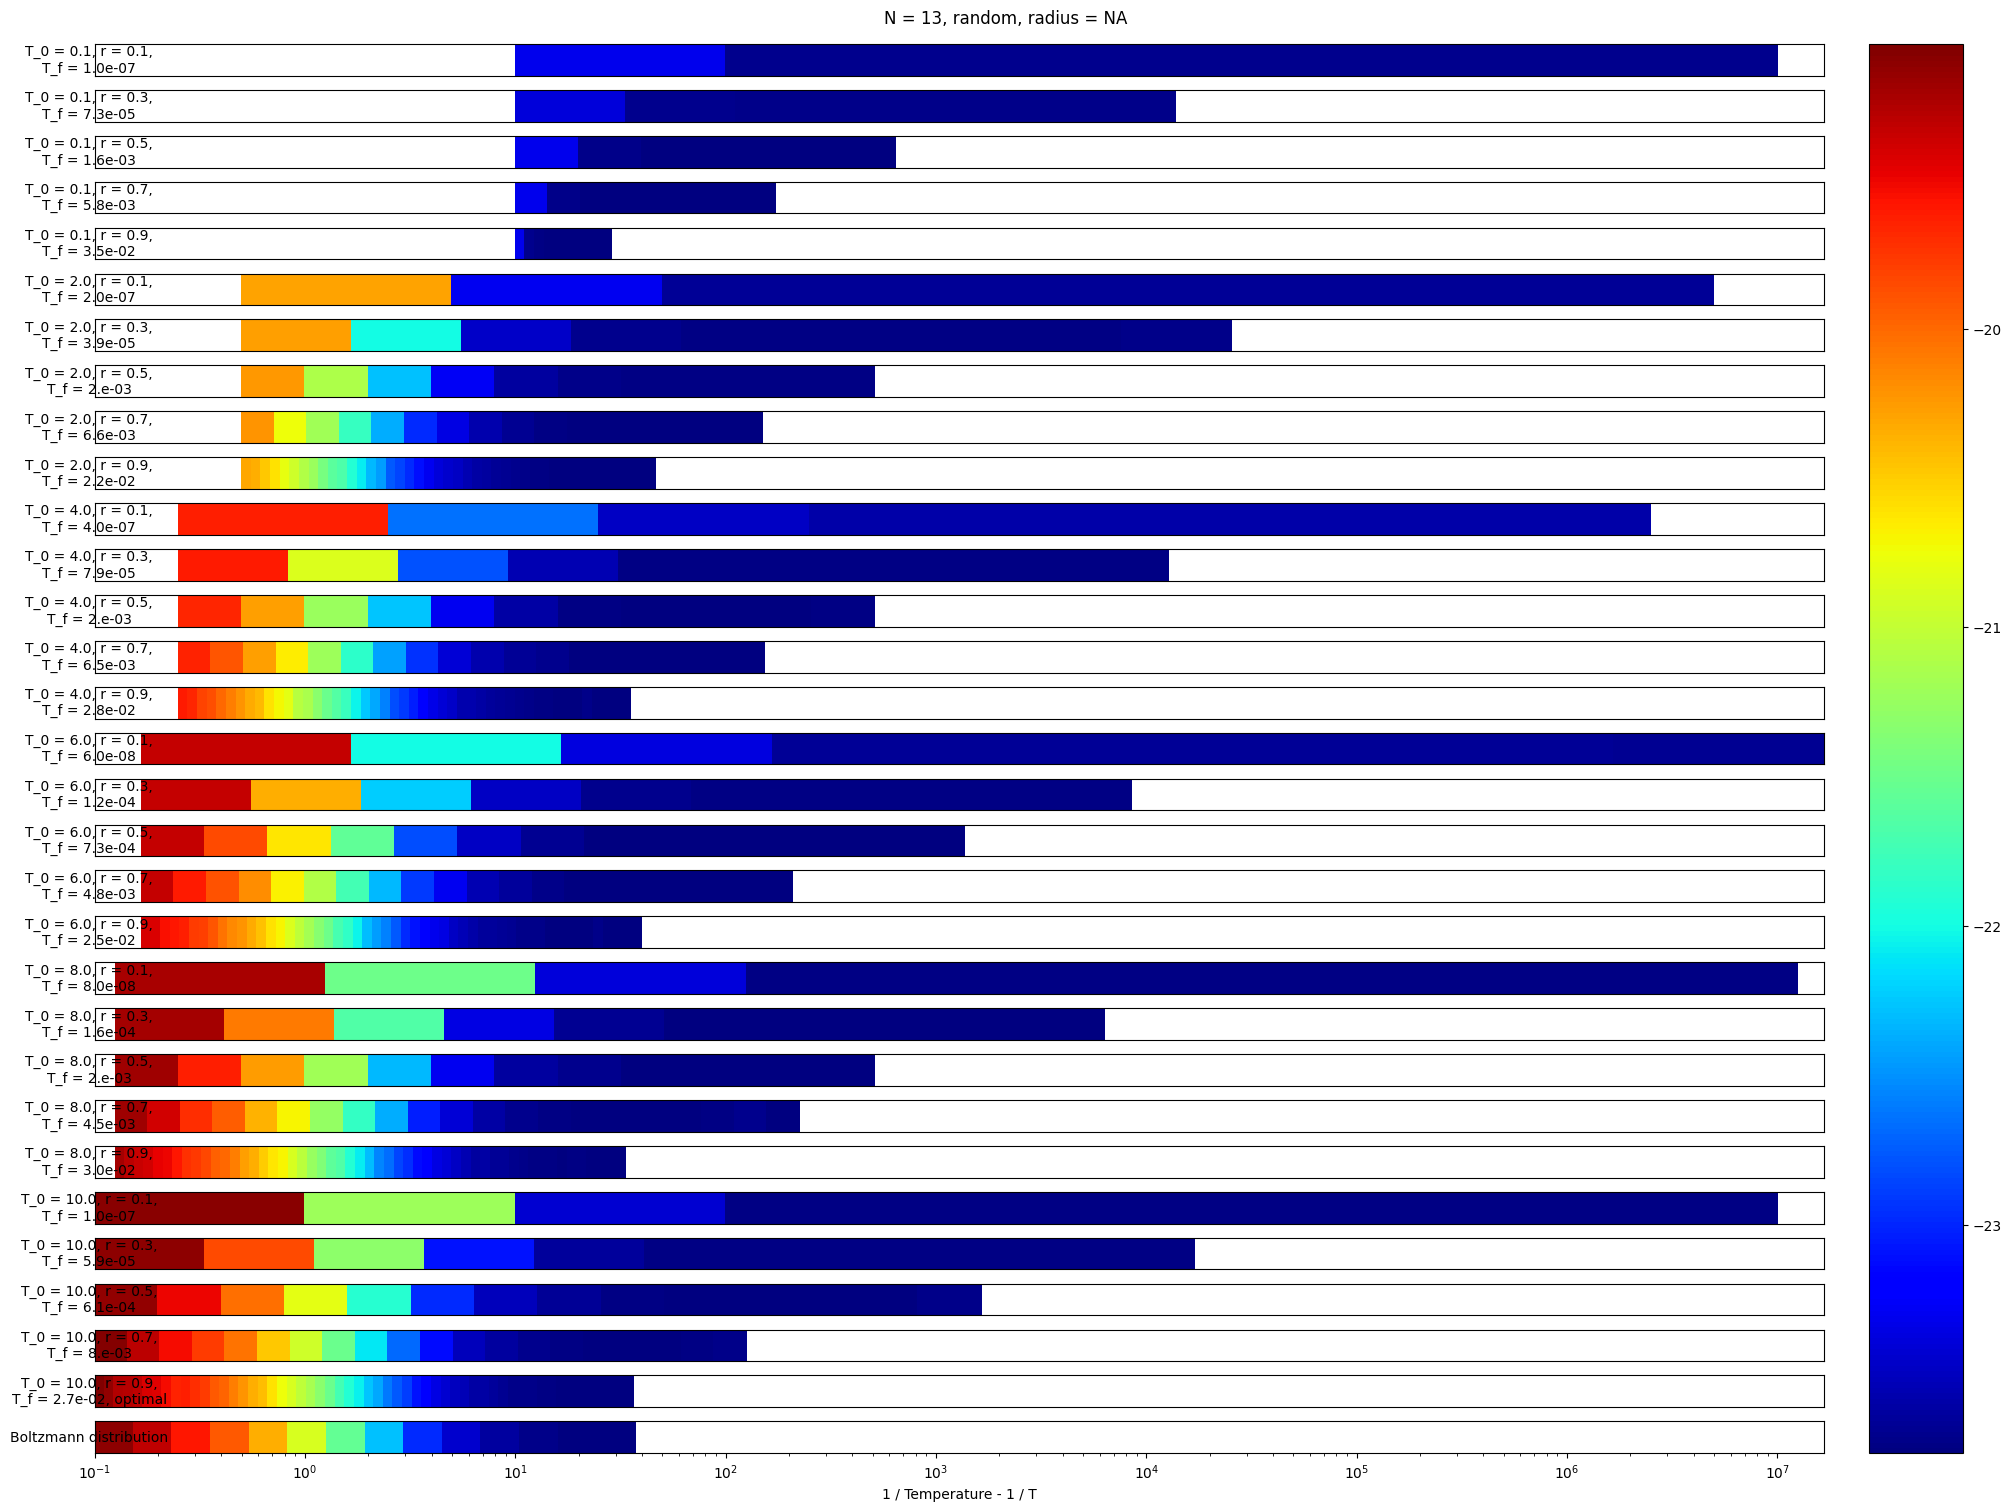 N = 13, random, radius = NA
T_0 = 0.1, r = 0.1,
T_f = 1.0e-07
T_0 = 0.1, r = 0.3,
T_f = 7.3e-05
T_0 = 0.1, r = 0.5,
T_f = 1.6e-03
T_0 = 0.1, r = 0.7,
T_f = 5.8e-03
T_0 = 0.1, r = 0.9,
T_f = 3.5e-02
T_0 = 2.0, r = 0.1,
T_f = 2.0e-07
T_0 = 2.0, r = 0.3,
T_f = 3.9e-05
T_0 = 2.0, r = 0.5,
T_f = 2.e-03
T_0 = 2.0, r = 0.7,
T_f = 6.6e-03
T_0 = 2.0, r = 0.9,
T_f = 2.2e-02
T_0 = 4.0, r = 0.1,
T_f = 4.0e-07
T_0 = 4.0, r = 0.3,
T_f = 7.9e-05
T_0 = 4.0, r = 0.5,
T_f = 2.e-03
T_0 = 4.0, r = 0.7,
T_f = 6.5e-03
T_0 = 4.0, r = 0.9,
T_f = 2.8e-02
T_0 = 6.0, r = 0.1,
T_f = 6.0e-08
T_0 = 6.0, r = 0.3,
T_f = 1.2e-04
T_0 = 6.0, r = 0.5,
T_f = 7.3e-04
T_0 = 6.0, r = 0.7,
T_f = 4.8e-03
T_0 = 6.0, r = 0.9,
T_f = 2.5e-02
T_0 = 8.0, r = 0.1,
T_f = 8.0e-08
T_0 = 8.0, r = 0.3,
T_f = 1.6e-04
T_0 = 8.0, r = 0.5,
T_f = 2.e-03
T_0 = 8.0, r = 0.7,
T_f = 4.5e-03
T_0 = 8.0, r = 0.9,
T_f = 3.0e-02
T_0 = 10.0, r = 0.1,
T_f = 1.0e-07
T_0 = 10.0, r = 0.3,
T_f = 5.9e-05
T_0 = 10.0, r = 0.5,
T_f = 6.1e-04
T_0 = 10.0, r = 0.7,
T_f = 8.e-03
T_0 = 10.0, r = 0.9,
T_f = 2.7e-02, optimal
Boltzmann distribution
10⁻¹ 10⁰ 10¹ 10² 10³ 10⁴ 10⁵ 10⁶ 10⁷
1 / Temperature - 1 / T
−20
−21
−22
−23